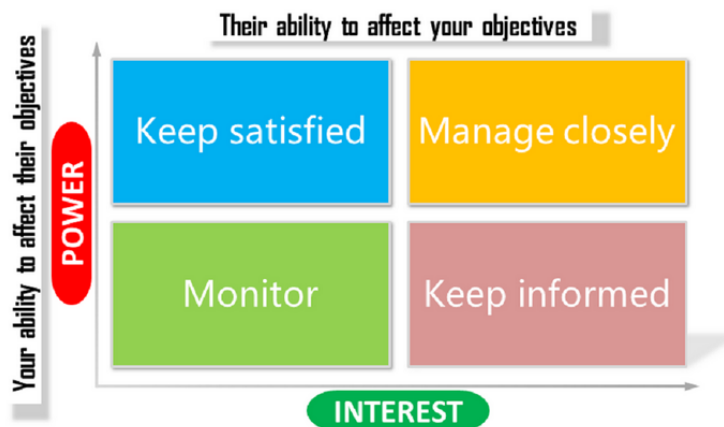 Their ability to affect your objectives
Your ability to affect their objectives
POWER
Keep satisfied
Manage closely
Monitor
Keep informed
INTEREST